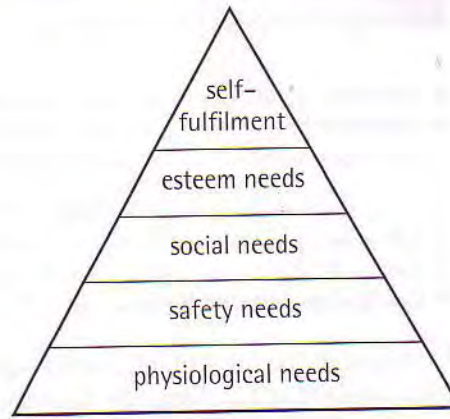 self-
fulfilment
esteem needs
social needs
safety needs
physiological needs